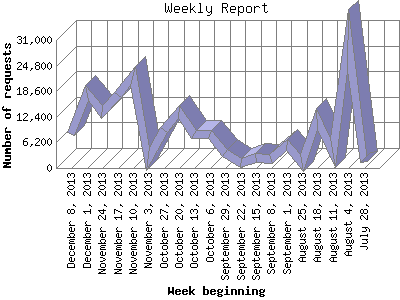 Weekly Report
Number of requests
31,000
24,800
18,600
12,400
6,200
0
December 8, 2013
December 1, 2013
November 24, 2013
November 17, 2013
November 10, 2013
November 3, 2013
October 27, 2013
October 20, 2013
October 13, 2013
October 6, 2013
September 29, 2013
September 22, 2013
September 15, 2013
September 8, 2013
September 1, 2013
August 25, 2013
August 18, 2013
August 11, 2013
August 4, 2013
July 28, 2013
Week beginning